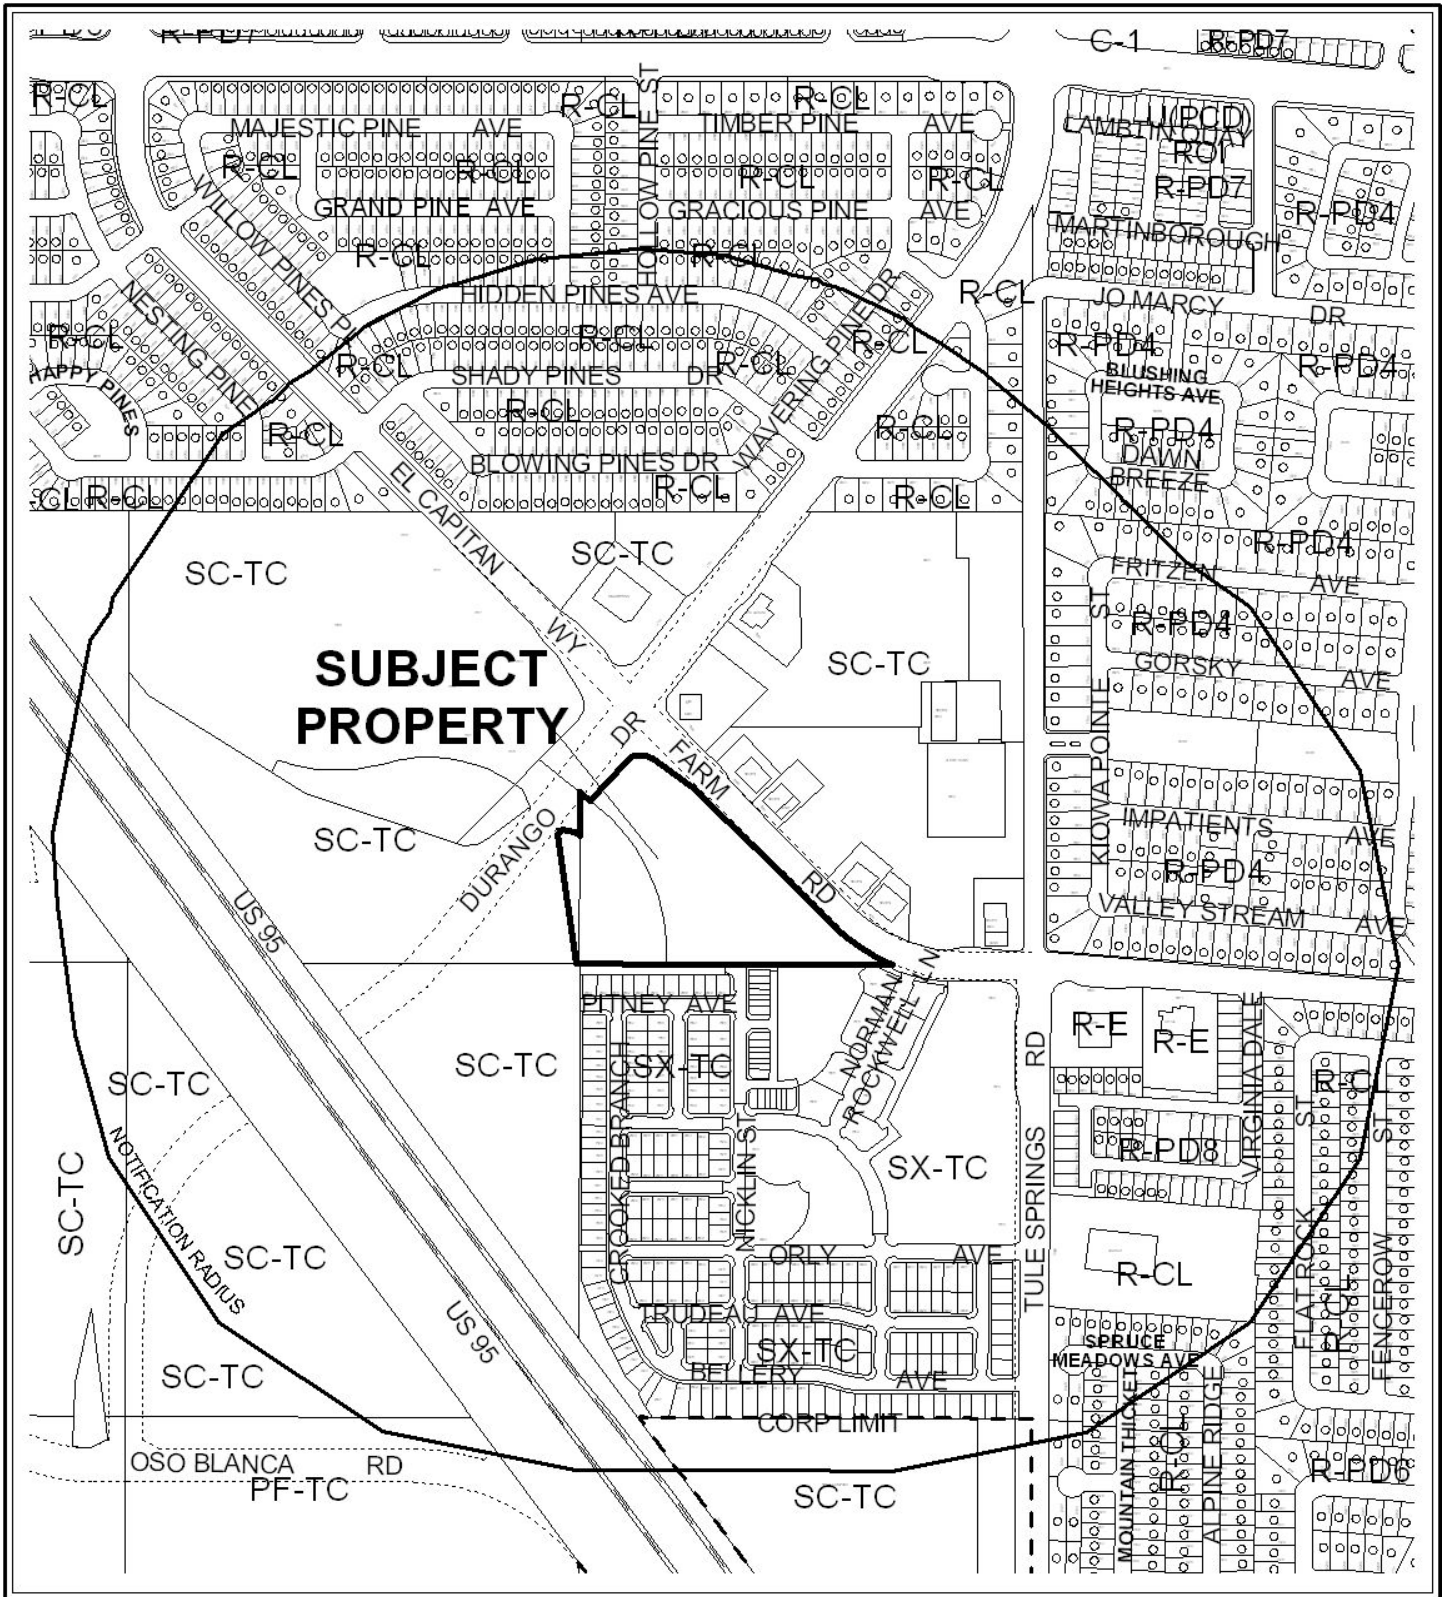 R-PD7
C-1
R-PD7
R-CL
R-CL
HOLLOW PINE ST
R-CL
U(PCD)
LAMBTIN QUAY
ROI
MAJESTIC PINE AVE
TIMBER PINE AVE
R-CL
R-CL
R-CL
R-CL
R-PD7
WILLOW PINES PL
GRAND PINE AVE
GRACIOUS PINE AVE
R-PD4
MARTINBOROUGH
R-CL
R-CL
NESTING PINE
HIDDEN PINES AVE
R-CL
JO MARCY DR
R-CL
R-CL
WAVERING PINE DR
R-CL
R-PD4
R-CL
R-CL
R-PD4
HAPPY PINES
SHADY PINES DR
BLUSHING
HEIGHTS AVE
R-CL
R-CL
R-CL
R-PD4
DAWN
BREEZE
BLOWING PINES DR
-CL
R-CL
R-CL
R-CL
EL CAPITAN WY
SC-TC
SC-TC
R-PD4
FRITZEN AVE
R-PD4
SUBJECT
PROPERTY
SC-TC
GORSKY AVE
KIOWA POINTE ST
DURANGO DR
FARM RD
SC-TC
IMPATIENTS AVE
R-PD4
VALLEY STREAM AVE
US 95
PITNEY AVE
NORMAN
ROCKWELL LN
SC-TC
SX-TC
R-E
R-E
VIRGINIA DALE
SC-TC
R-C
CROOKED BRANCH
NICKLIN ST
NOTIFICATION RADIUS
SC-TC
SX-TC
TULE SPRINGS RD
R-PD8
FLATROCK ST
FENCEROW ST
SC-TC
ORLY AVE
R-CL
R-CL
US 95
TRUDEAU AVE
SX-TC
SPRUCE
MEADOWS AVE
SC-TC
BELLERY AVE
CORP LIMIT
MOUNTAIN THICKET
R-CL
ALPINE RIDGE
OSO BLANCA RD
PF-TC
SC-TC
R-PD6